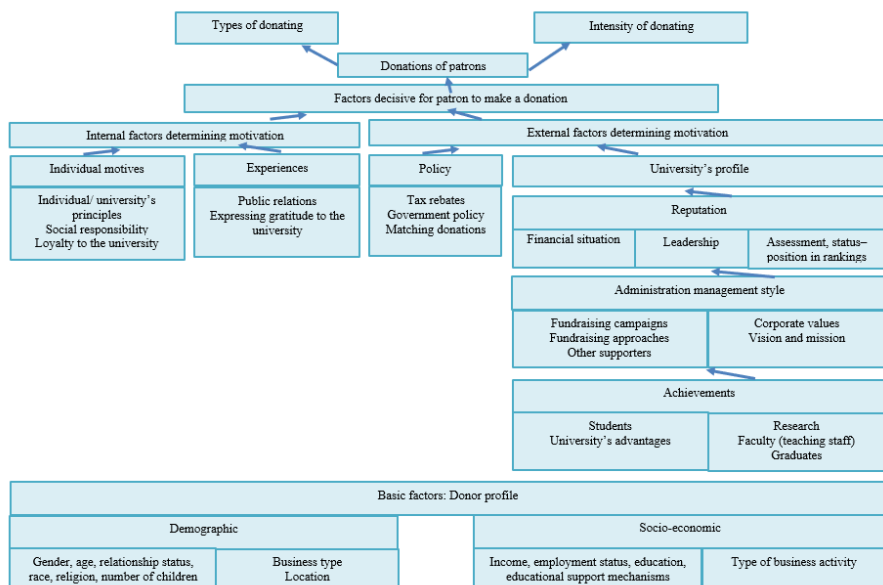 Types of donating
Intensity of donating
Donations of patrons
Factors decisive for patron to make a donation
Internal factors determining motivation
External factors determining motivation
Individual motives
Experiences
Policy
University's profile
Individual/ university's
principles
Social responsibility
Loyalty to the university
Public relations
Expressing gratitude to the
university
Tax rebates
Government policy
Matching donations
Reputation
Financial situation
Leadership
Assessment, status–
position in rankings
Administration management style
Fundraising campaigns
Fundraising approaches
Other supporters
Corporate values
Vision and mission
Achievements
Students
University's advantages
Research
Faculty (teaching staff)
Graduates
Basic factors: Donor profile
Demographic
Socio-economic
Gender, age, relationship status,
race, religion, number of children
Business type
Location
Income, employment status, education,
educational support mechanisms
Type of business activity